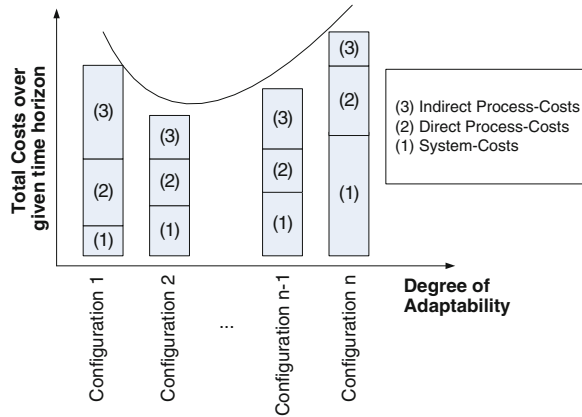 Total Costs over
given time horizon
(3)
(2)
(1)
(3)
(2)
(1)
(3)
(2)
(1)
(3)
(2)
(1)
(3) Indirect Process-Costs
(2) Direct Process-Costs
(1) System-Costs
Configuration 1
Configuration 2
...
Configuration n-1
Configuration n
Degree of
Adaptability